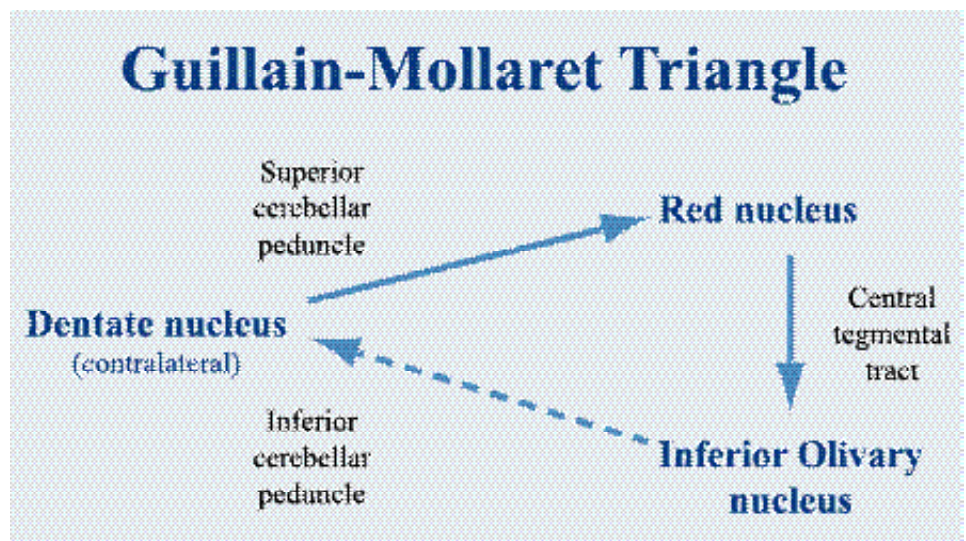 Guillain-Mollaret Triangle
Superior
cerebellar
peduncle
Red nucleus
Dentate nucleus
(contralateral)
Central
tegmental
tract
Inferior
cerebellar
peduncle
Inferior Olivary
nucleus